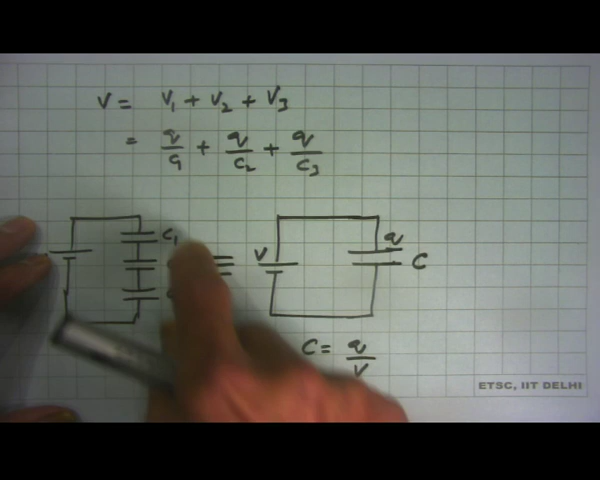 V = V₁ + V₂ + V₃
= q/C₁ + q/C₂ + q/C₃
C₁
V
q
C
C = q/V
ETSC, IIT DELHI